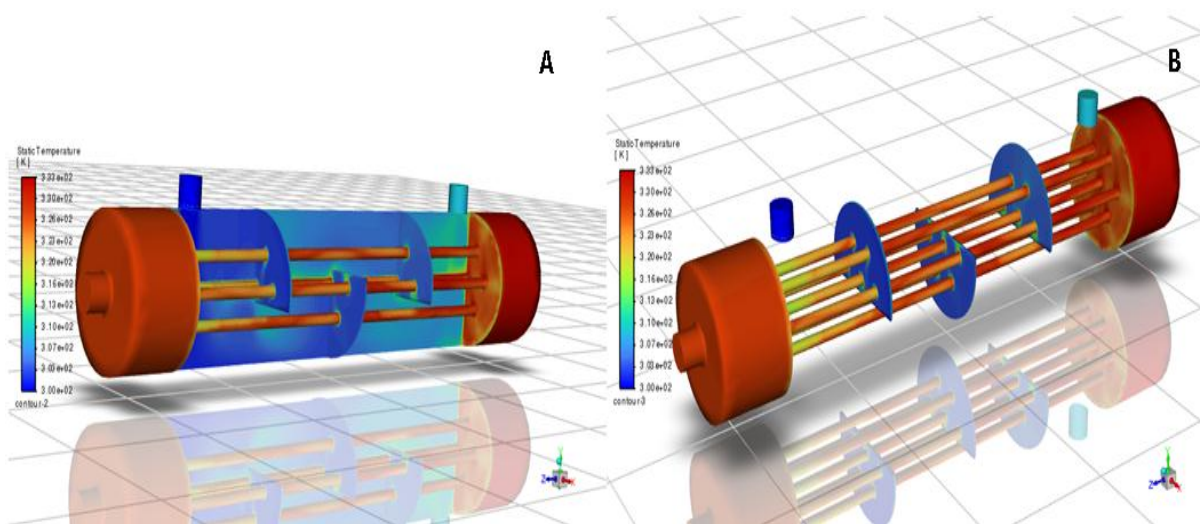 A
Static Temperature
[ K ]
3.33e+02
3.30e+02
3.26e+02
3.23e+02
3.20e+02
3.16e+02
3.13e+02
3.10e+02
3.07e+02
3.03e+02
3.00e+02
contour-2
Y
Z
X
B
Static Temperature
[ K ]
3.33e+02
3.30e+02
3.26e+02
3.23e+02
3.20e+02
3.16e+02
3.13e+02
3.10e+02
3.07e+02
3.03e+02
3.00e+02
contour-3
Y
Z
X